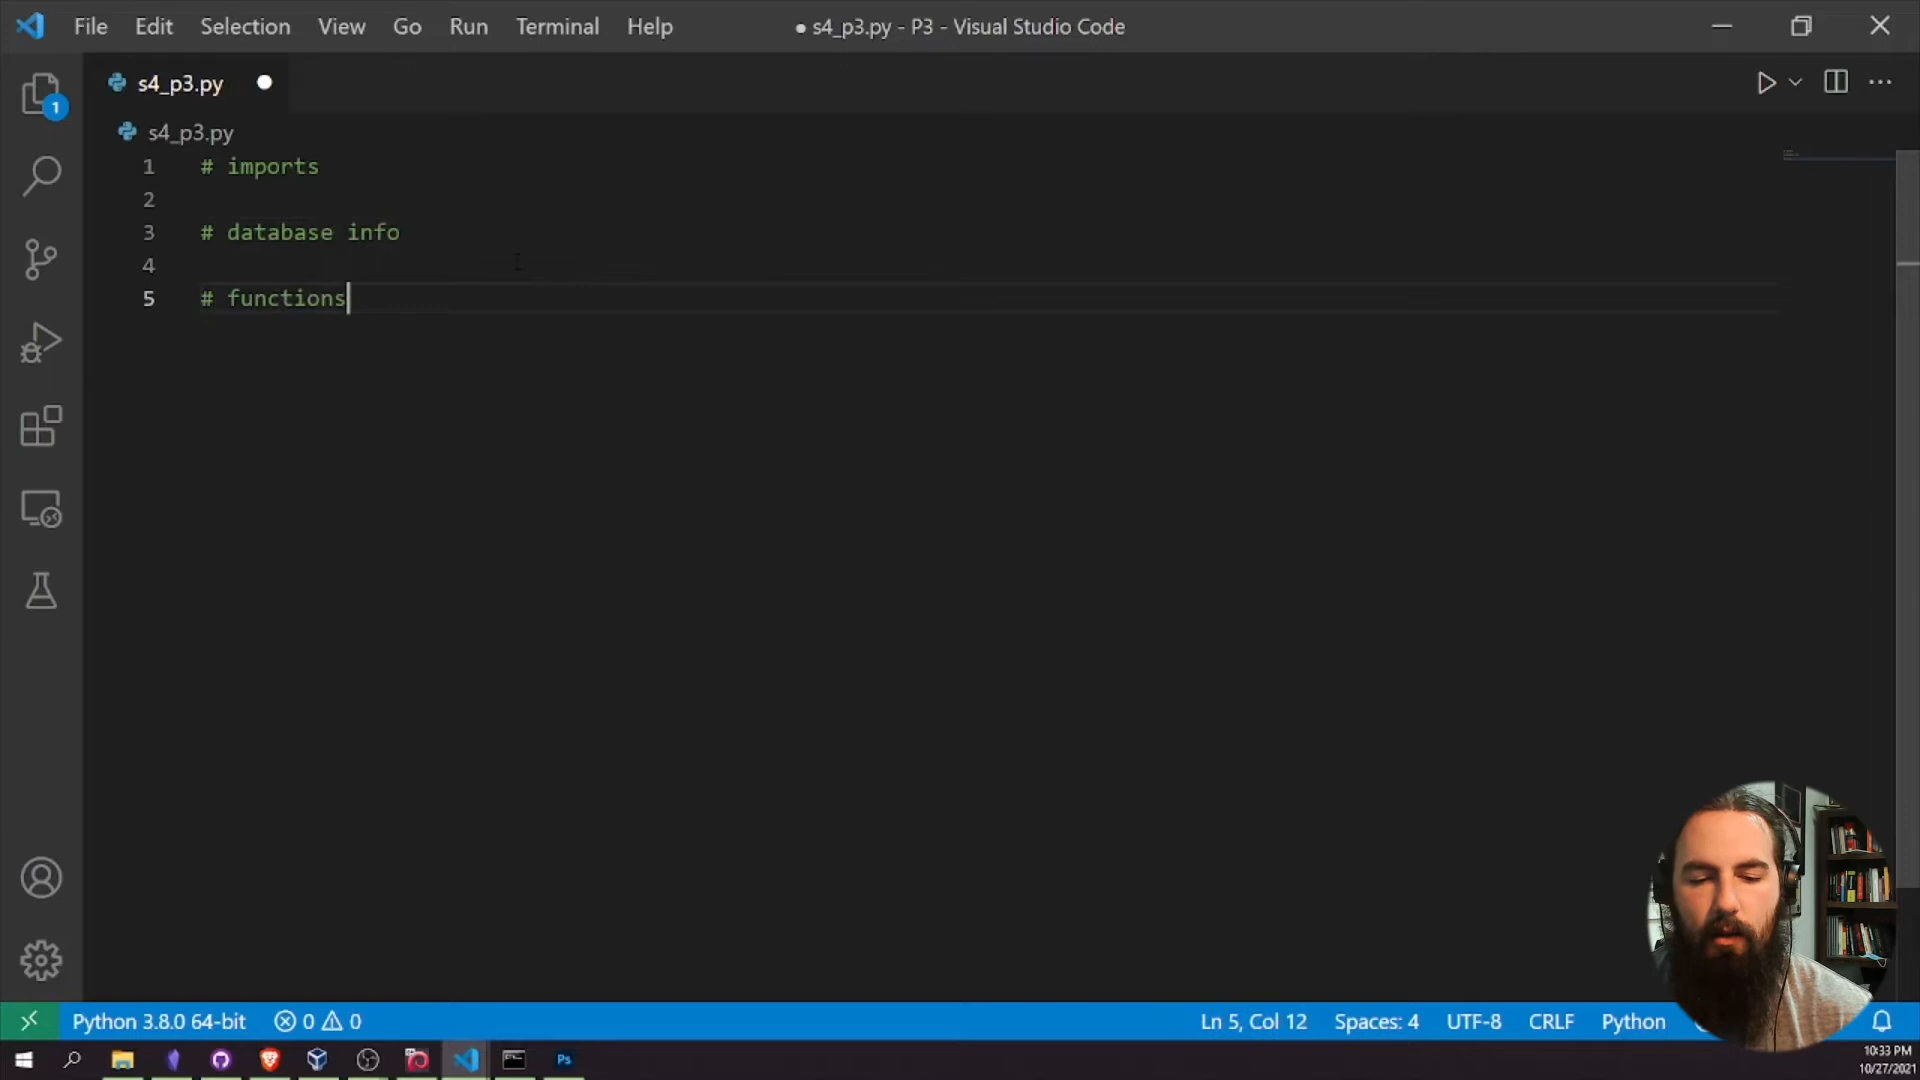 File Edit Selection View Go Run Terminal Help
● s4_p3.py - P3 - Visual Studio Code
s4_p3.py
1
s4_p3.py
1 # imports
2
3 # database info
4
5 # functions
Python 3.8.0 64-bit 0 0
Ln 5, Col 12 Spaces: 4 UTF-8 CRLF Python
Ps
10:33 PM
10/27/2021